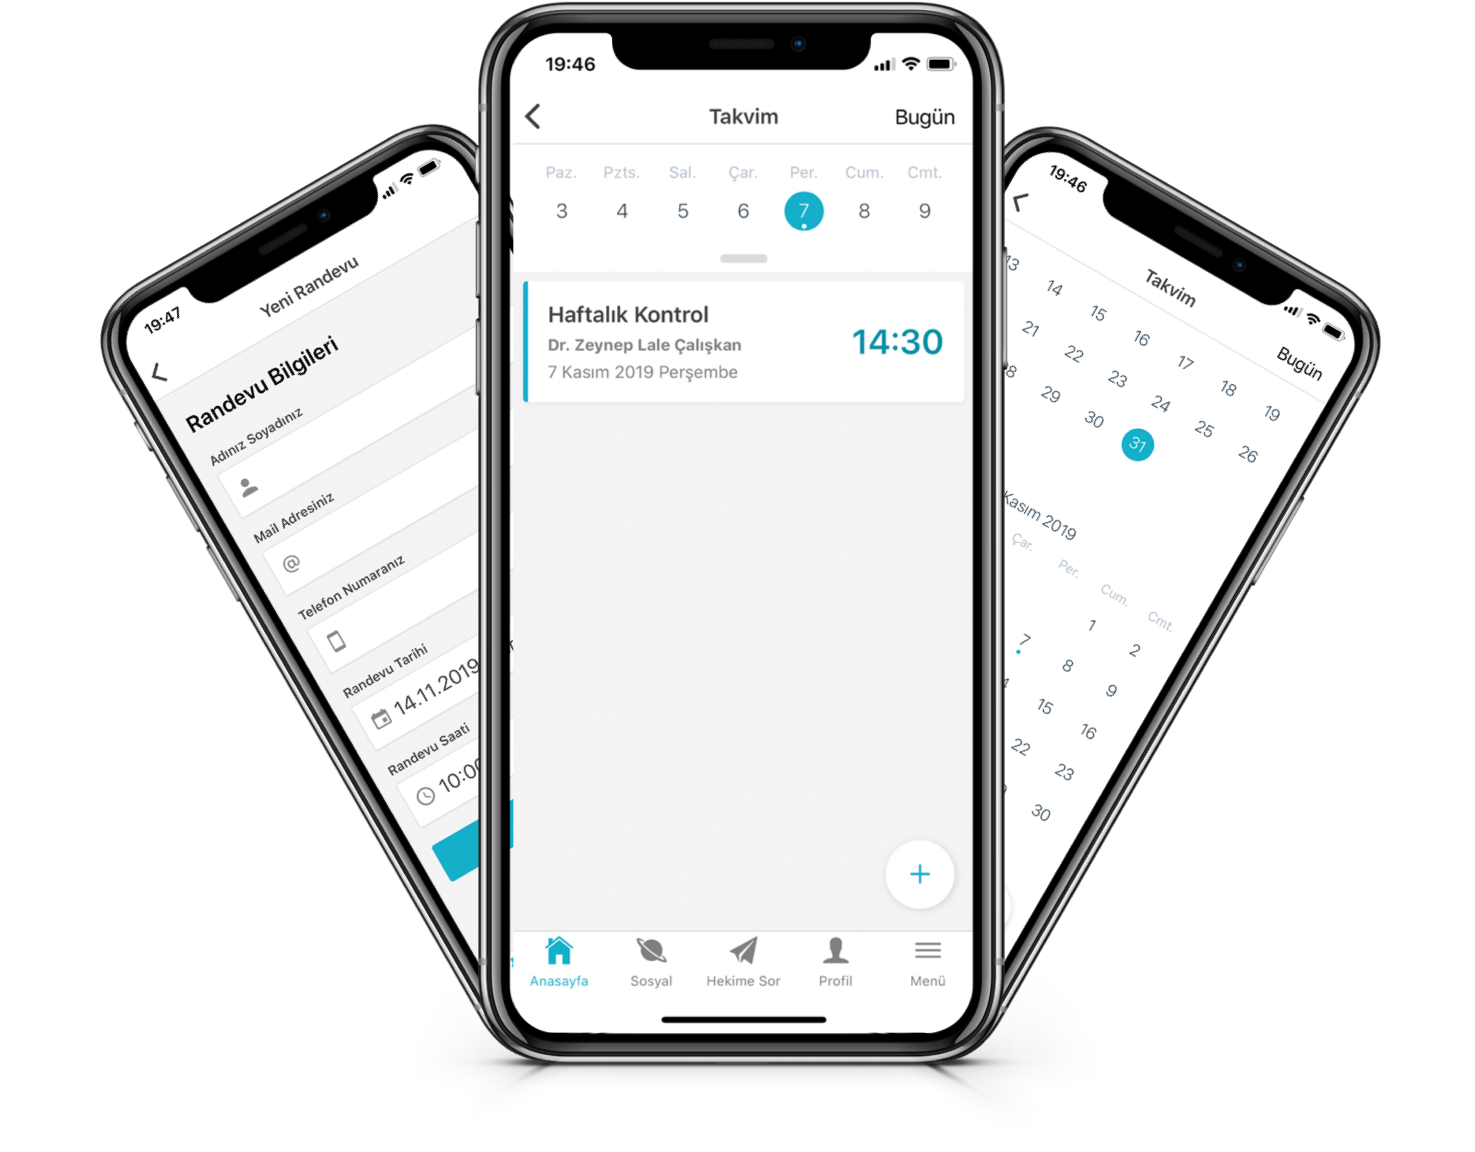 19:46
Takvim
Bugün
Paz. Pzts. Sal. Çar. Per. Cum. Cmt.
3 4 5 6 7 8 9
Haftalık Kontrol
Dr. Zeynep Lale Çalışkan
7 Kasım 2019 Perşembe
14:30
Anasayfa Sosyal Hekime Sor Profil Menü
19:47
Yeni Randevu
Randevu Bilgileri
Adınız Soyadınız
Mail Adresiniz
@
Telefon Numaranız
Randevu Tarihi
14.11.2019
Randevu Saati
10:00
19:46
Takvim
Bugün
13 14 15 16 17 18 19
21 22 23 24 25 26
29 30 31
Kasım 2019
Çar. Per. Cum. Cmt.
1 2
7 8 9
15 16
22 23
30